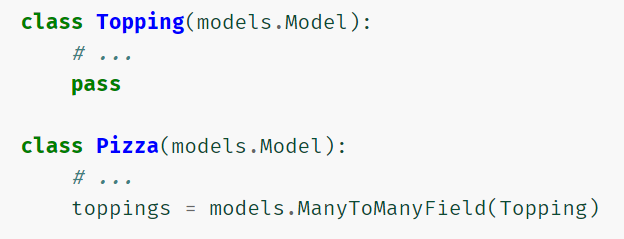 class Topping(models.Model):
    # ...
    pass

class Pizza(models.Model):
    # ...
    toppings = models.ManyToManyField(Topping)